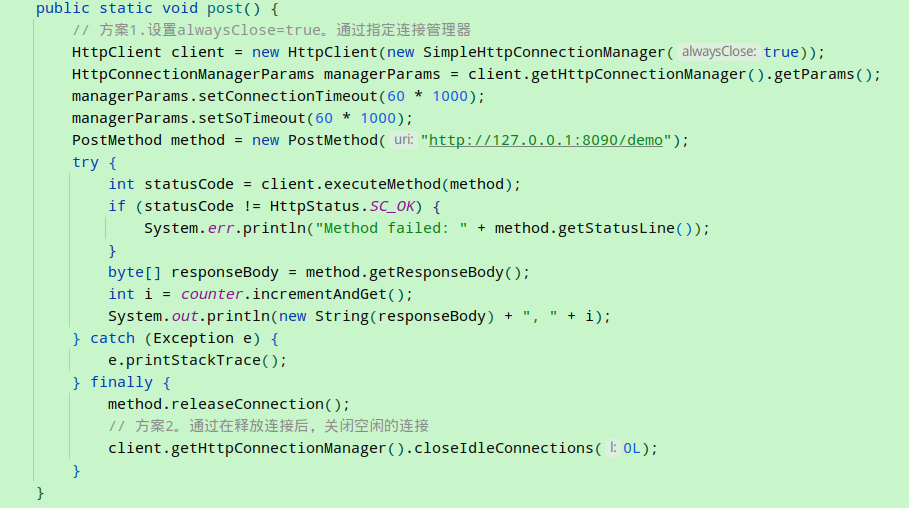 public static void post() {
// 方案1.设置alwaysClose=true。通过指定连接管理器
HttpClient client = new HttpClient(new SimpleHttpConnectionManager( alwaysClose: true));
HttpConnectionManagerParams managerParams = client.getHttpConnectionManager().getParams();
managerParams.setConnectionTimeout(60 * 1000);
managerParams.setSoTimeout(60 * 1000);
PostMethod method = new PostMethod( uri: "http://127.0.0.1:8090/demo");
try {
int statusCode = client.executeMethod(method);
if (statusCode != HttpStatus.SC_OK) {
System.err.println("Method failed: " + method.getStatusLine());
}
byte[] responseBody = method.getResponseBody();
int i = counter.incrementAndGet();
System.out.println(new String(responseBody) + ", " + i);
} catch (Exception e) {
e.printStackTrace();
} finally {
method.releaseConnection();
// 方案2。通过在释放连接后，关闭空闲的连接
client.getHttpConnectionManager().closeIdleConnections( l: 0L);
}
}